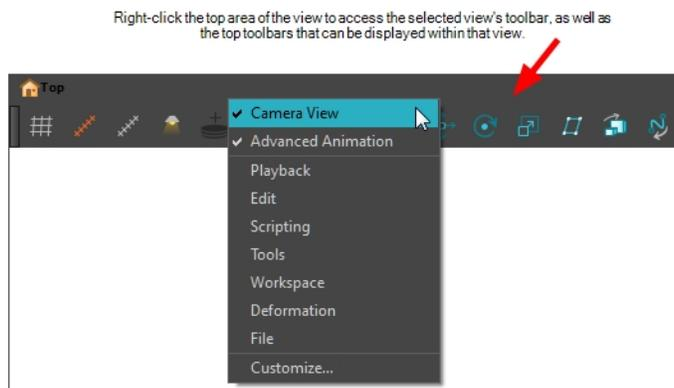 Right-click the top area of the view to access the selected view's toolbar, as well as
the top toolbars that can be displayed within that view.
Top
Camera View
Advanced Animation
Playback
Edit
Scripting
Tools
Workspace
Deformation
File
Customize...